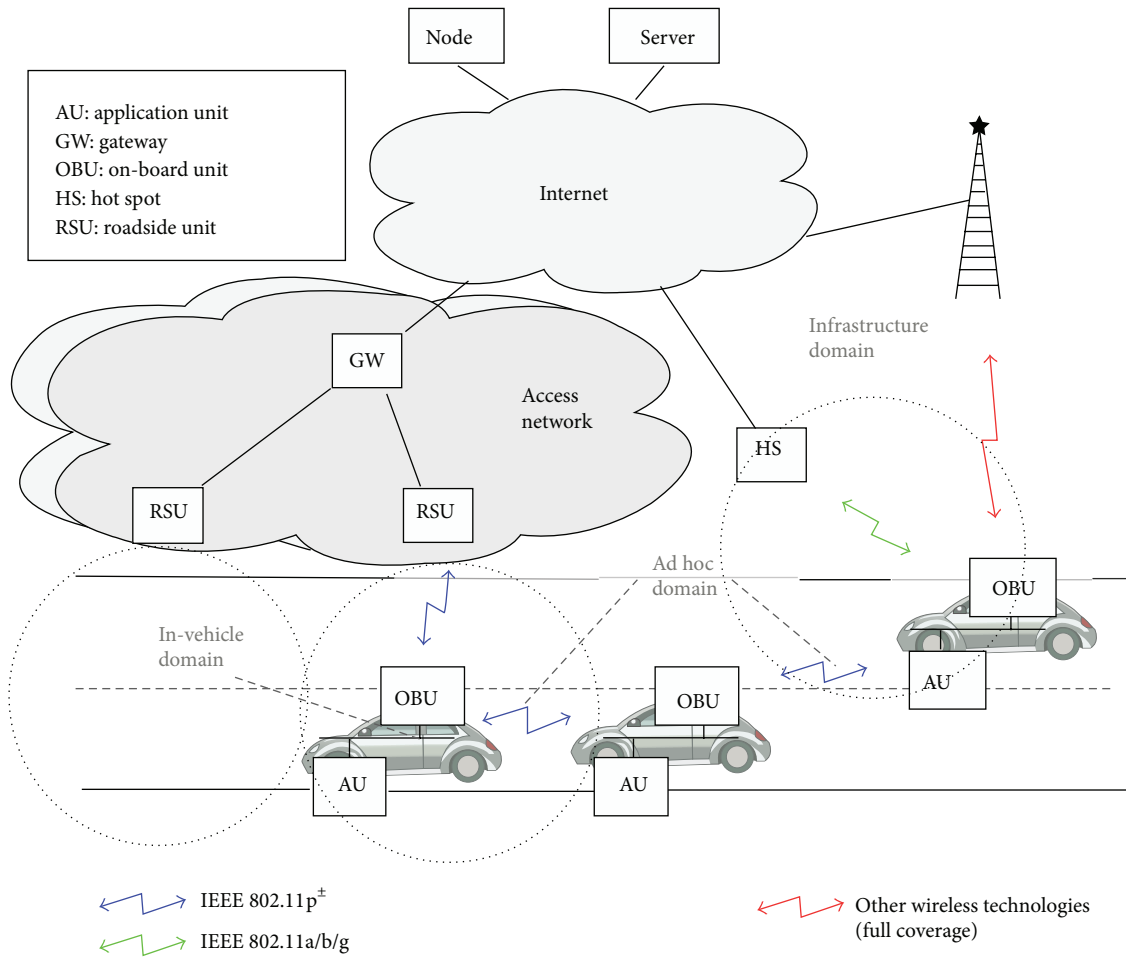 Node
Server
AU: application unit
GW: gateway
OBU: on-board unit
HS: hot spot
RSU: roadside unit
Internet
Infrastructure
domain
GW
Access
network
HS
RSU
RSU
Ad hoc
domain
OBU
In-vehicle
domain
AU
OBU
OBU
AU
AU
IEEE 802.11p±
IEEE 802.11a/b/g
Other wireless technologies
(full coverage)